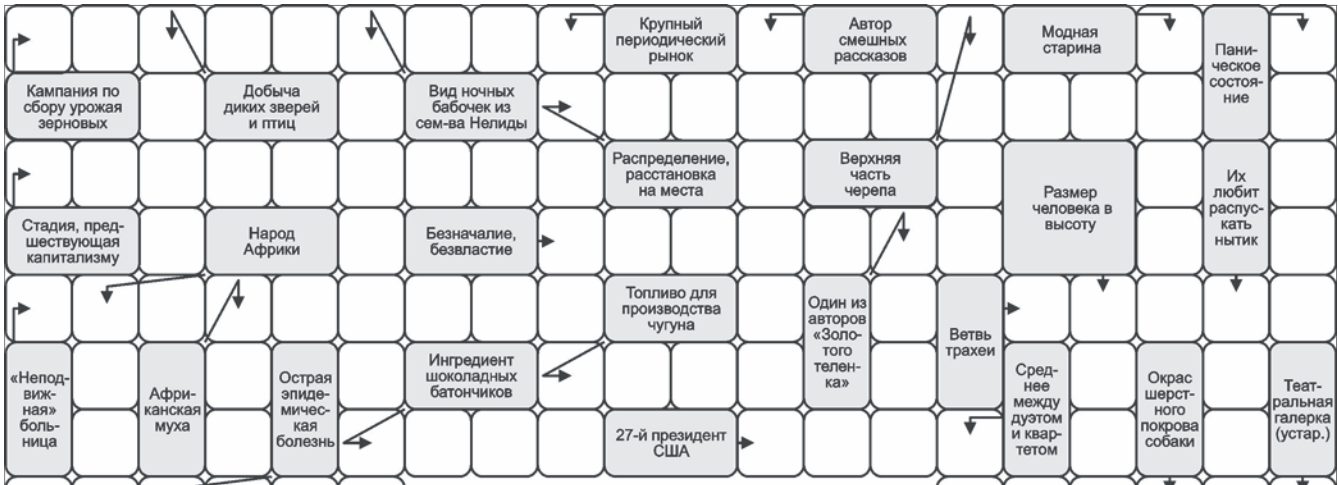 Крупный
периодический
рынок
Автор
смешных
рассказов
Модная
старина
Пани-
ческое
состоя-
ние
Кампания по
сбору урожая
зерновых
Добыча
диких зверей
и птиц
Вид ночных
бабочек из
сем-ва Нелиды
Распределение,
расстановка
на места
Верхняя
часть
черепа
Размер
человека в
высоту
Их
любит
распус-
кать
нытик
Стадия, пред-
шествующая
капитализму
Народ
Африки
Безначалие,
безвластие
Топливо для
производства
чугуна
Один из
авторов
«Золо-
того
телен-
ка»
Ветвь
трахеи
«Непод-
виж-
ная»
боль-
ница
Афри-
канская
муха
Острая
эпиде-
мичес-
кая
болезнь
Ингредиент
шоколадных
батончиков
Сред-
нее
между
дуэтом
и квар-
тетом
Окрас
шерст-
ного
покрова
собаки
Теат-
ральная
галерка
(устар.)
27-й президент
США